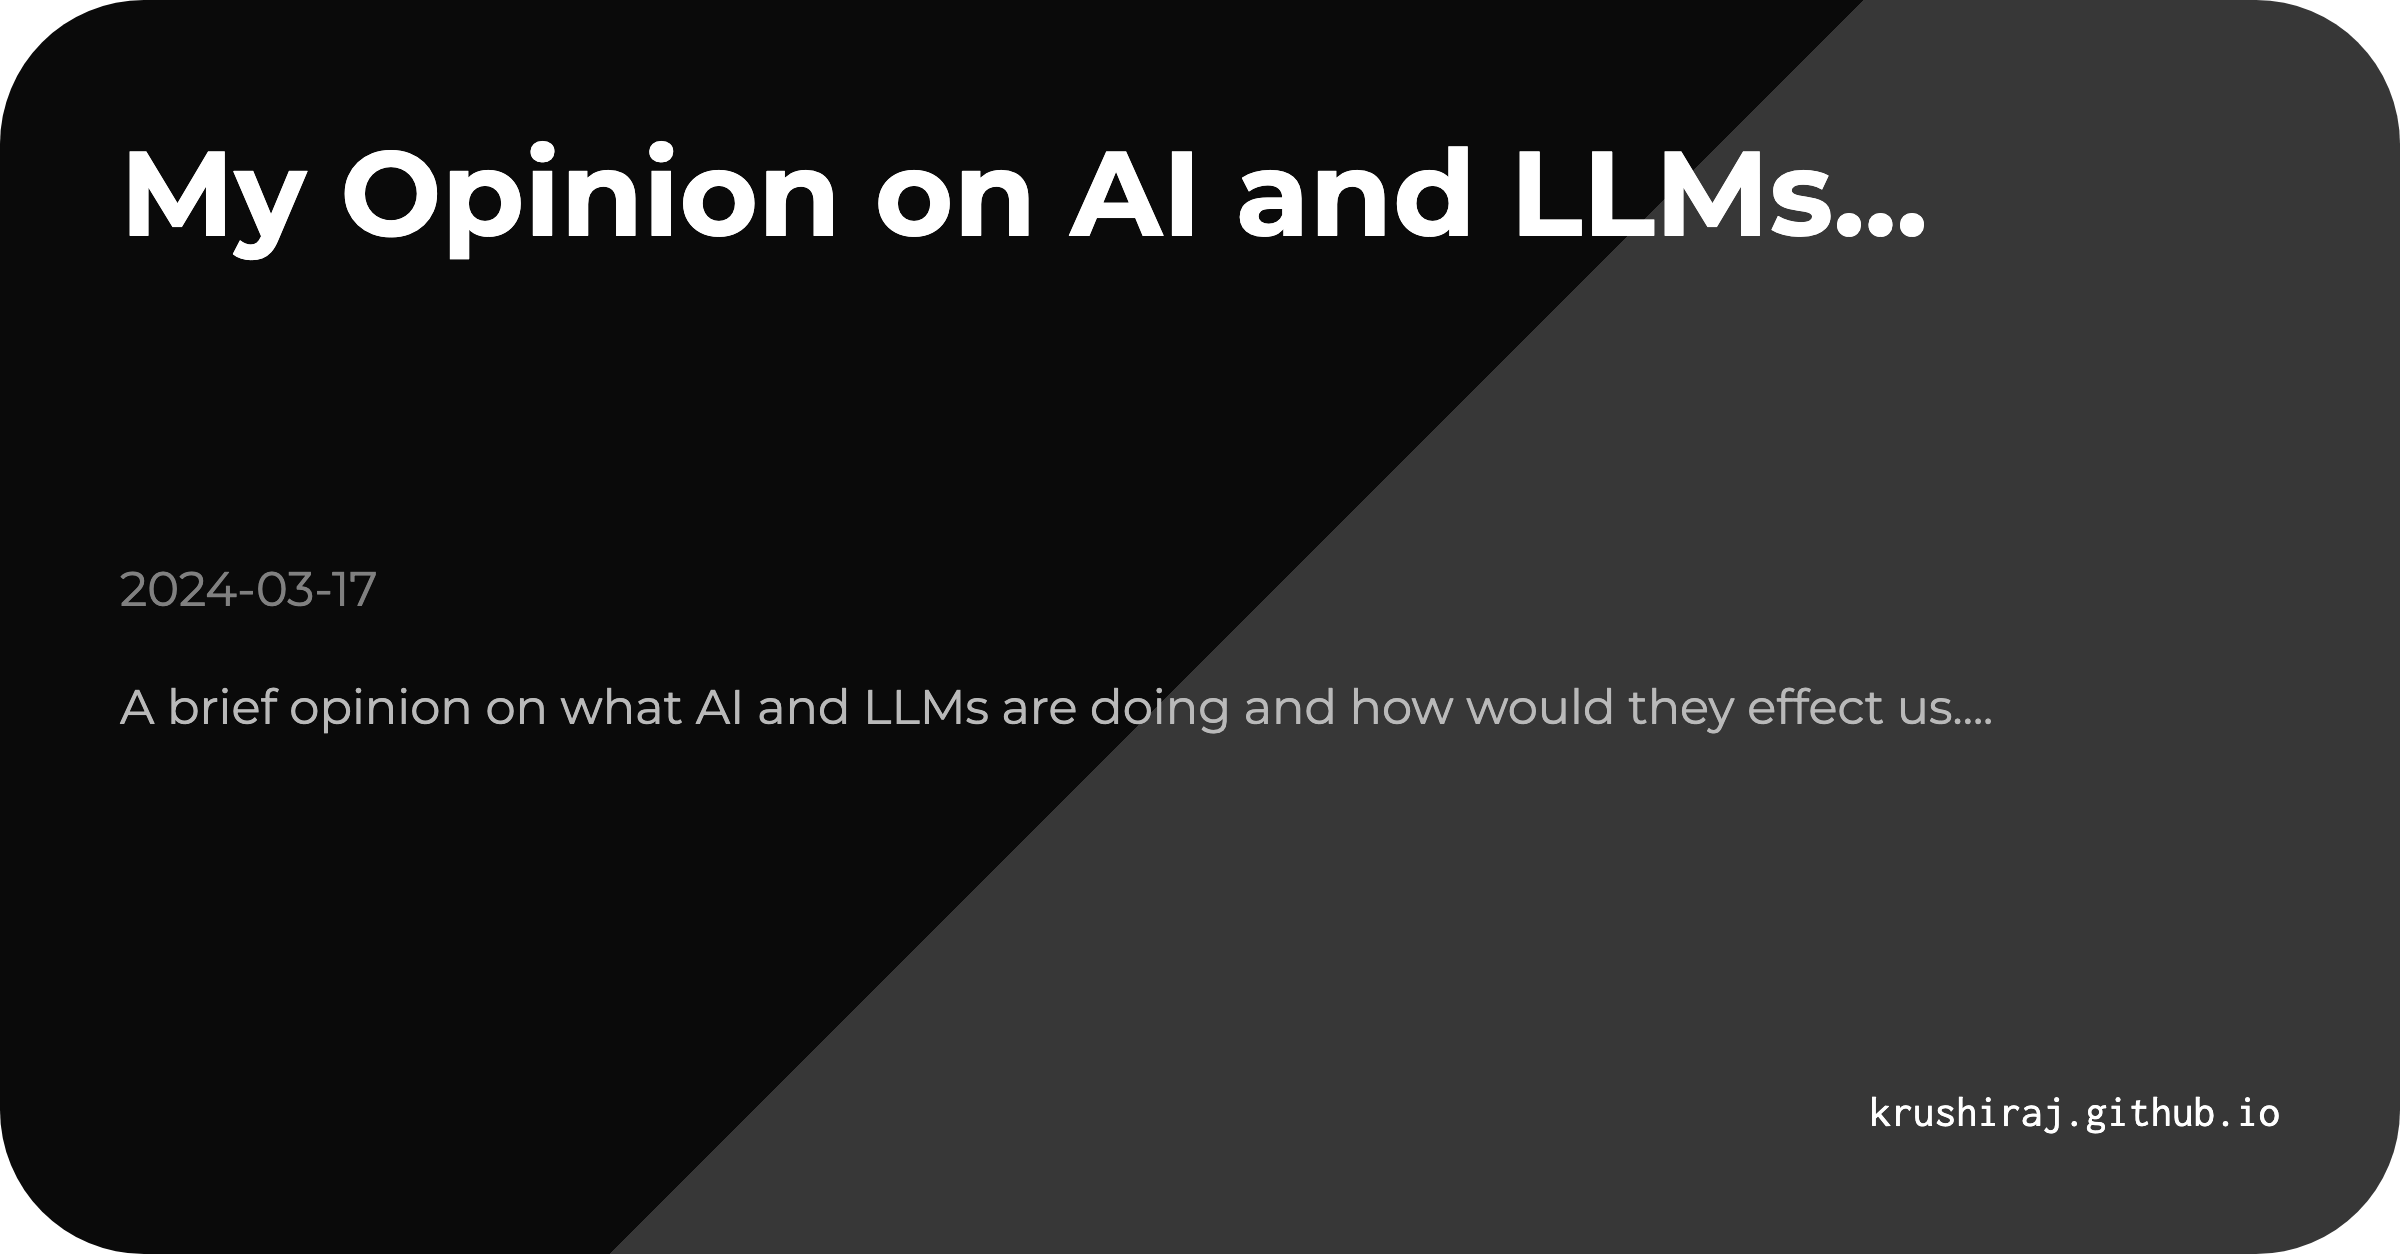 My Opinion on AI and LLMs...
2024-03-17
A brief opinion on what AI and LLMs are doing and how would they effect us....
krushiraj.github.io